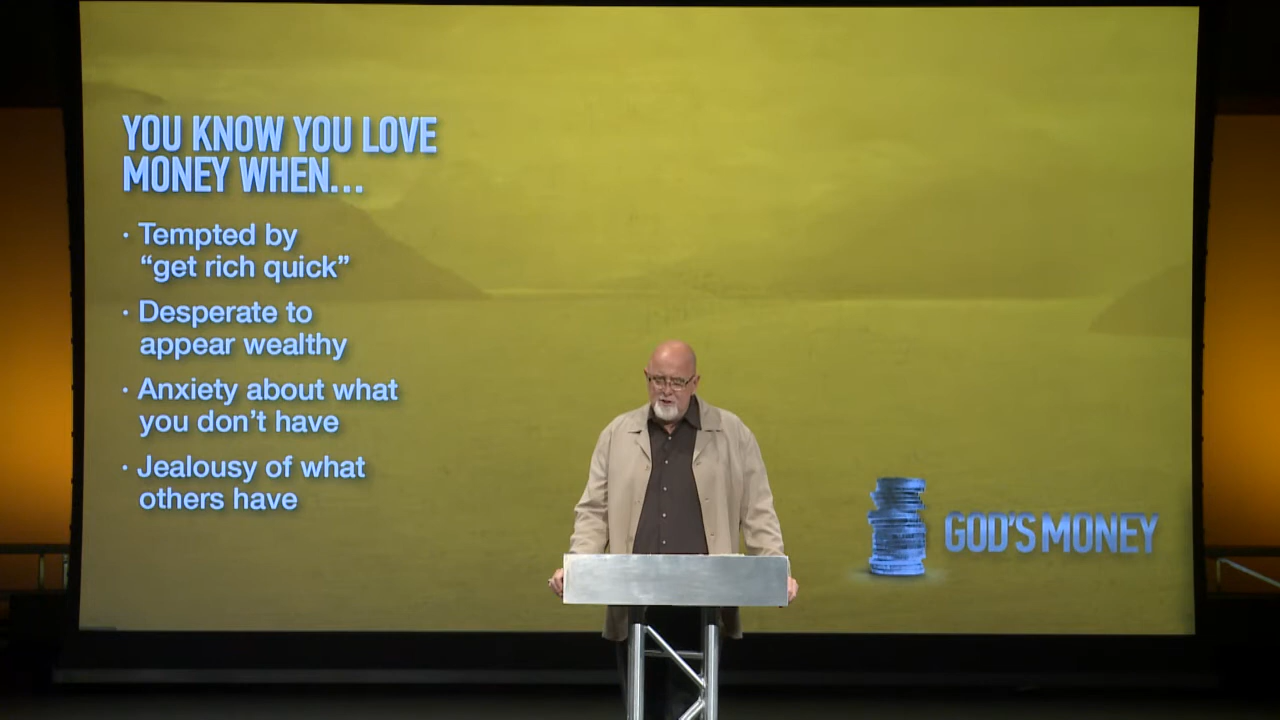 YOU KNOW YOU LOVE
MONEY WHEN...
· Tempted by
“get rich quick”
· Desperate to
appear wealthy
· Anxiety about what
you don’t have
· Jealousy of what
others have
GOD’S MONEY